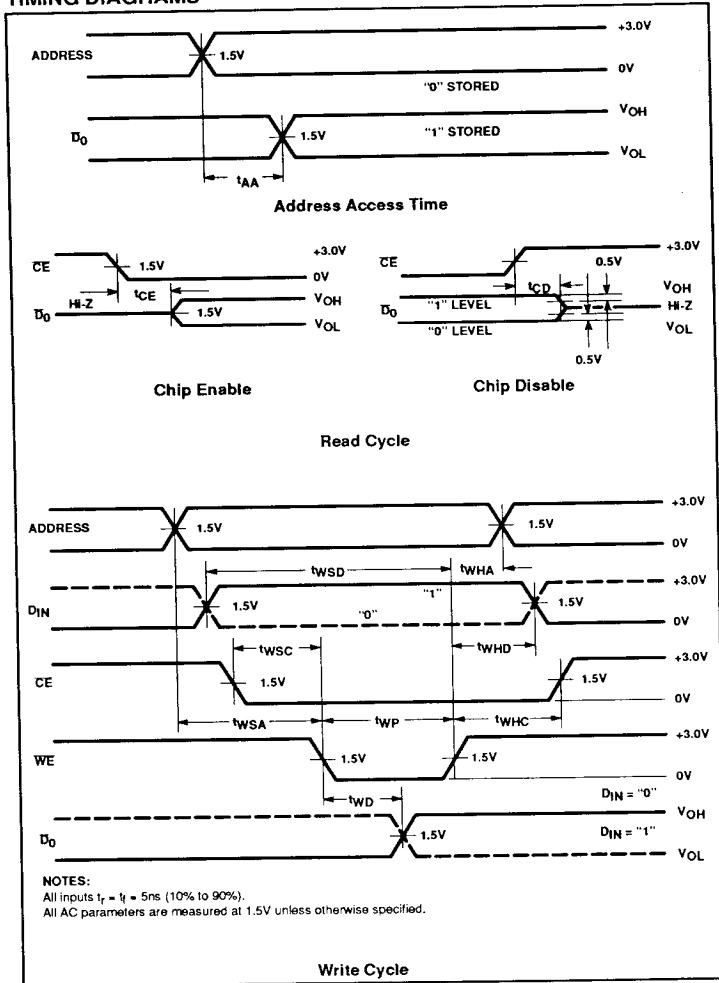 TIMING DIAGRAMS
ADDRESS
1.5V
+3.0V
0V
"0" STORED
D̅0
1.5V
"1" STORED
VOH
VOL
tAA
Address Access Time
C̅E̅
1.5V
+3.0V
0V
Hi-Z
tCE
D̅0
1.5V
VOH
VOL
Chip Enable
C̅E̅
+3.0V
0.5V
tCD
VOH
"1" LEVEL
Hi-Z
D̅0
"0" LEVEL
VOL
0.5V
Chip Disable
Read Cycle
ADDRESS
1.5V
1.5V
+3.0V
0V
tWSD
tWHA
DIN
1.5V
"1"
"0"
1.5V
+3.0V
0V
tWSC
tWHD
C̅E̅
1.5V
1.5V
+3.0V
0V
tWSA
tWP
tWHC
W̅E̅
1.5V
1.5V
+3.0V
0V
tWD
DIN = "0"
D̅0
1.5V
VOH
DIN = "1"
VOL
NOTES:
All inputs tr = tf = 5ns (10% to 90%).
All AC parameters are measured at 1.5V unless otherwise specified.
Write Cycle